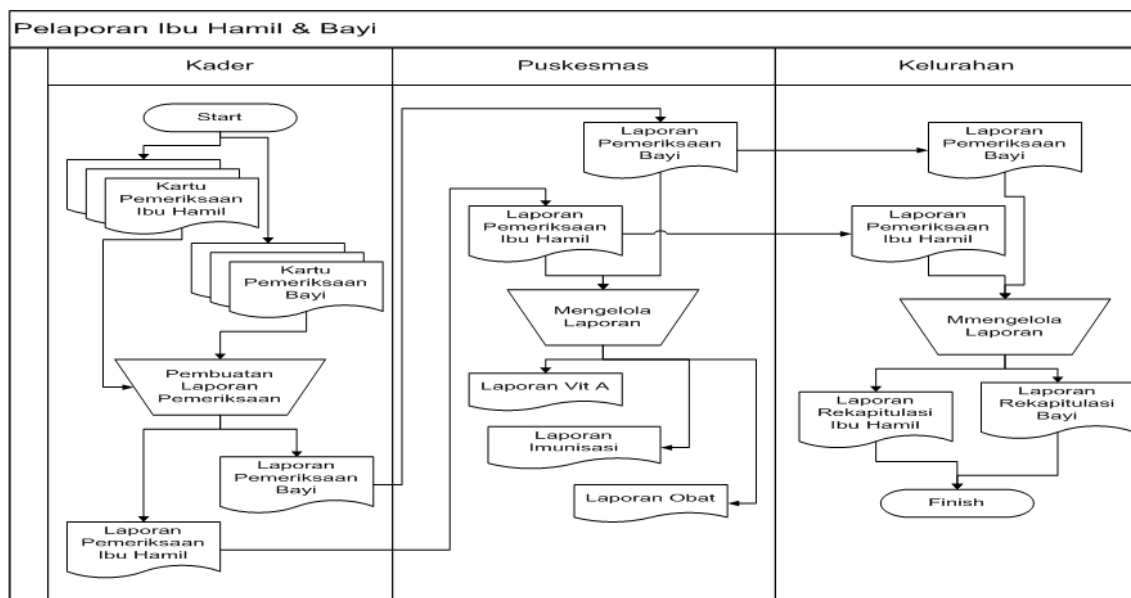 Pelaporan Ibu Hamil & Bayi
Kader
Puskesmas
Kelurahan
Start
Kartu
Pemeriksaan
Ibu Hamil
Kartu
Pemeriksaan
Bayi
Pembuatan
Laporan
Pemeriksaan
Laporan
Pemeriksaan
Bayi
Laporan
Pemeriksaan
Ibu Hamil
Laporan
Pemeriksaan
Bayi
Laporan
Pemeriksaan
Ibu Hamil
Mengelola
Laporan
Laporan Vit A
Laporan
Imunisasi
Laporan Obat
Laporan
Pemeriksaan
Bayi
Laporan
Pemeriksaan
Ibu Hamil
Mmengelola
Laporan
Laporan
Rekapitulasi
Ibu Hamil
Laporan
Rekapitulasi
Bayi
Finish